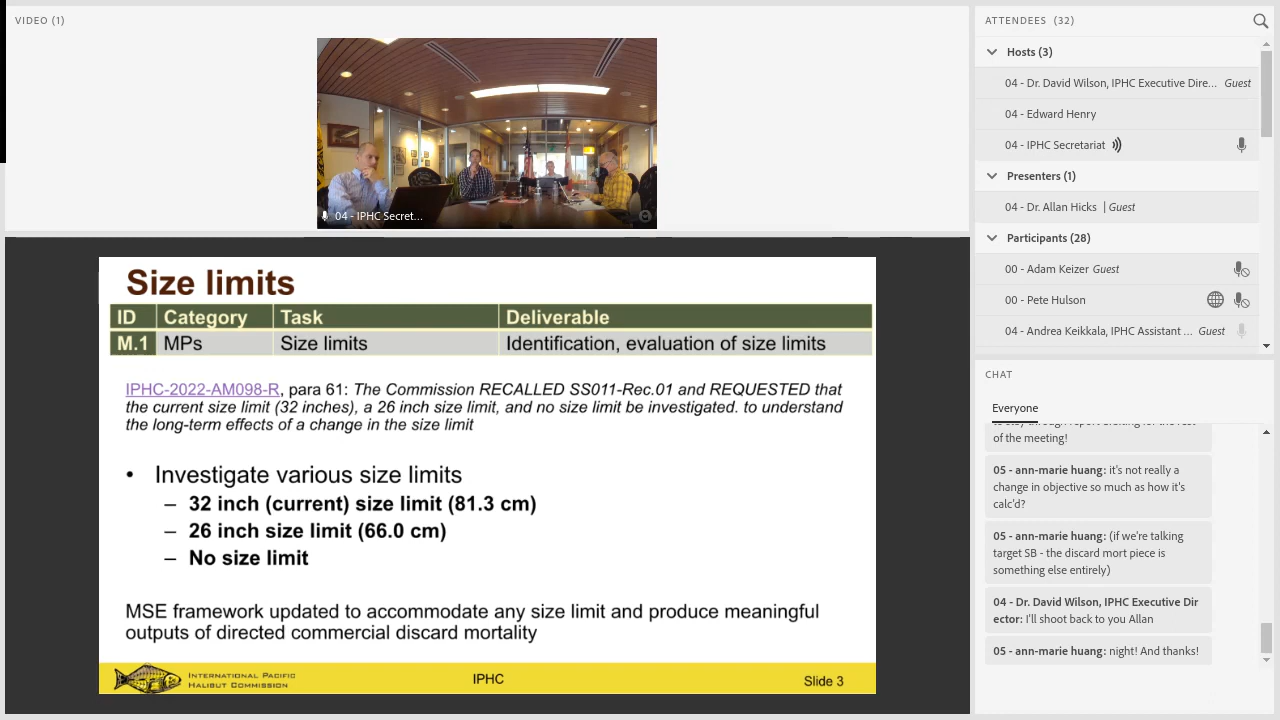 VIDEO (1)
04 - IPHC Secret...
Size limits
ID Category Task Deliverable
M.1 MPs Size limits Identification, evaluation of size limits
IPHC-2022-AM098-R, para 61: The Commission RECALLED SS011-Rec.01 and REQUESTED that
the current size limit (32 inches), a 26 inch size limit, and no size limit be investigated. to understand
the long-term effects of a change in the size limit
• Investigate various size limits
– 32 inch (current) size limit (81.3 cm)
– 26 inch size limit (66.0 cm)
– No size limit
MSE framework updated to accommodate any size limit and produce meaningful
outputs of directed commercial discard mortality
INTERNATIONAL PACIFIC
HALIBUT COMMISSION
IPHC
Slide 3
ATTENDEES (32)
Hosts (3)
04 - Dr. David Wilson, IPHC Executive Dire... Guest
04 - Edward Henry
04 - IPHC Secretariat
Presenters (1)
04 - Dr. Allan Hicks | Guest
Participants (28)
00 - Adam Keizer Guest
00 - Pete Hulson
04 - Andrea Keikkala, IPHC Assistant ... Guest
CHAT
Everyone
of the meeting!
05 - ann-marie huang: it's not really a
change in objective so much as how it's
calc'd?
05 - ann-marie huang: (if we're talking
target SB - the discard mort piece is
something else entirely)
04 - Dr. David Wilson, IPHC Executive Dir
ector: I'll shoot back to you Allan
05 - ann-marie huang: night! And thanks!